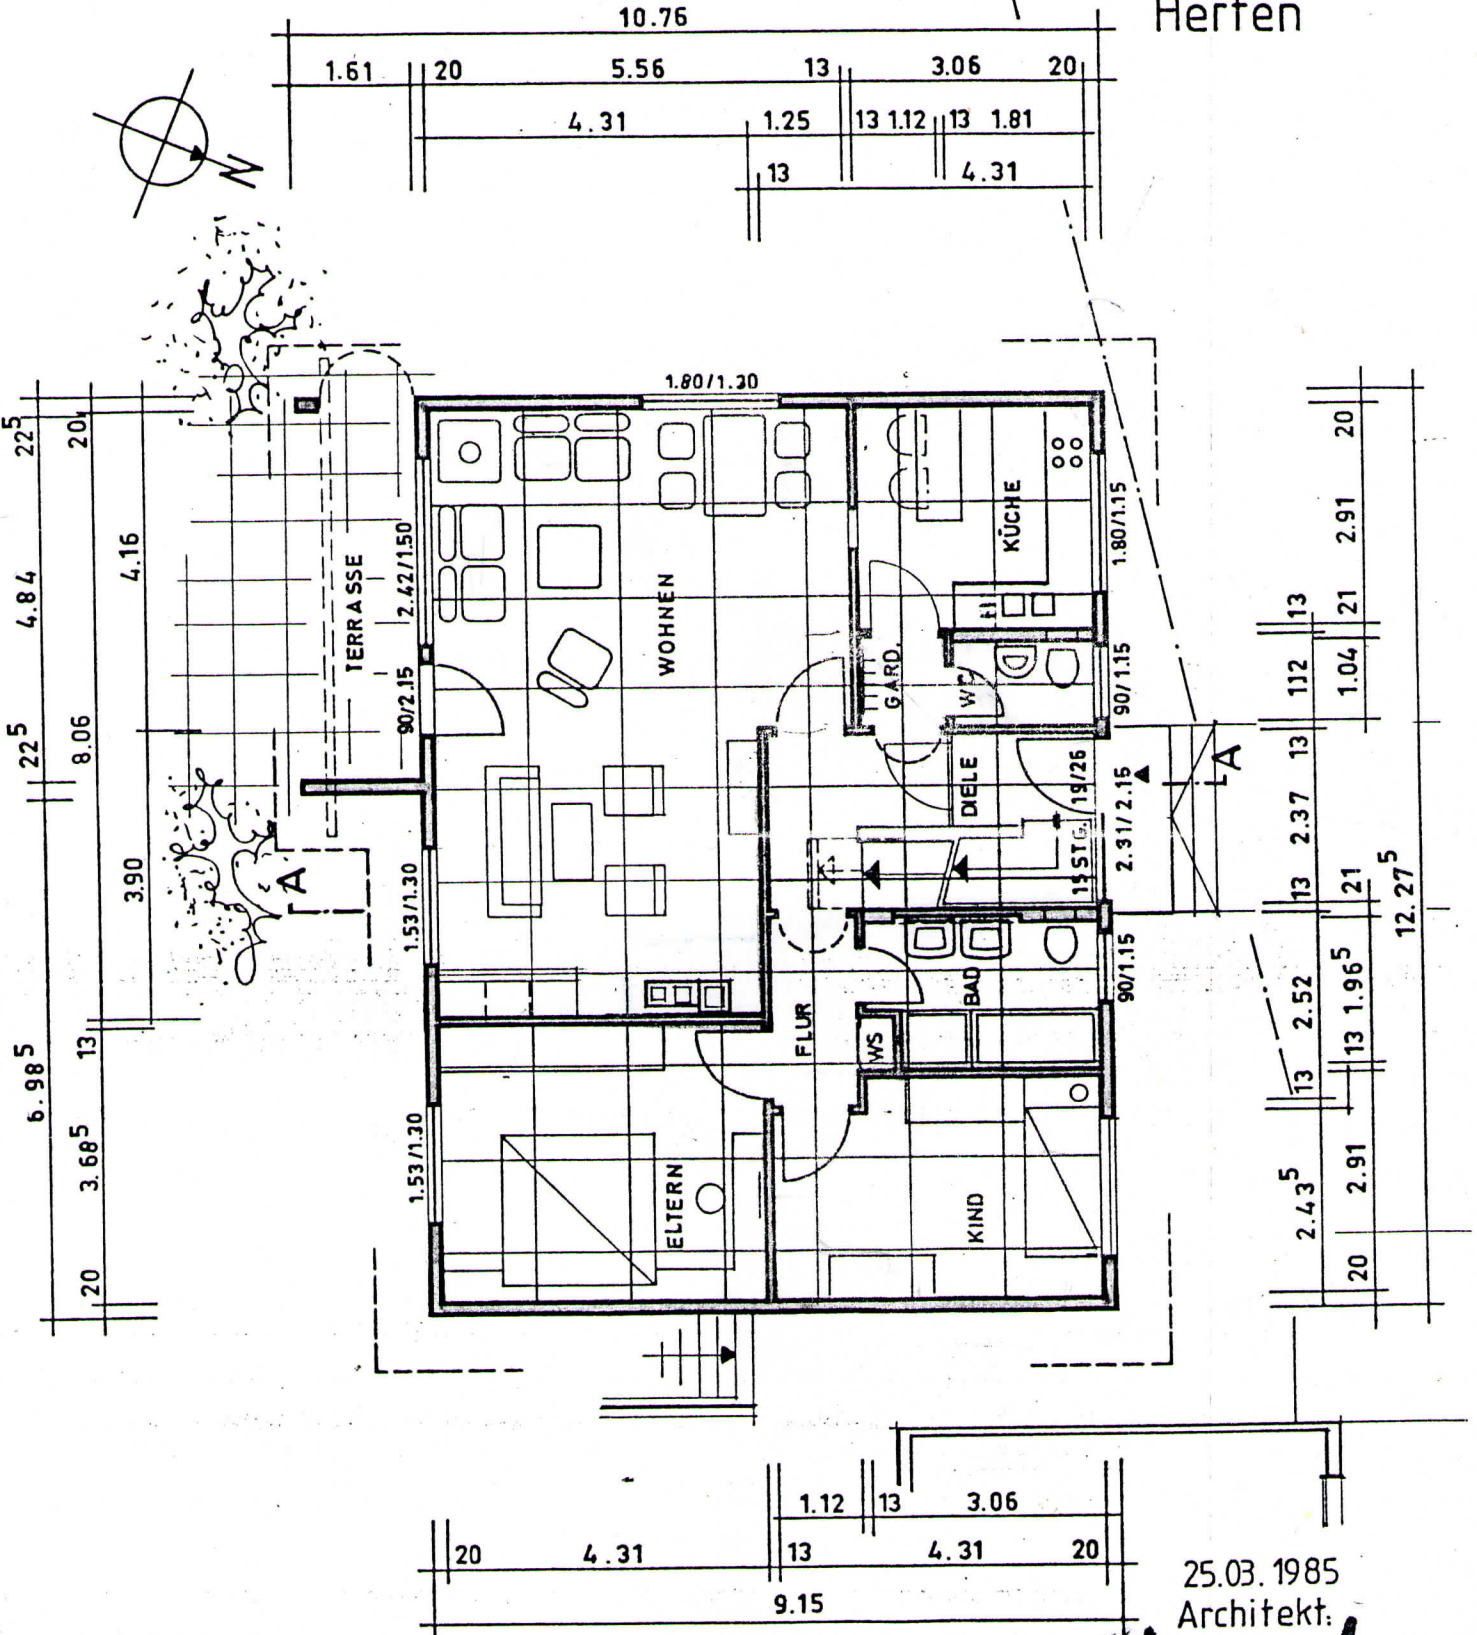 Herten
10.76
1.61 20 5.56 13 3.06 20
4.31 1.25 13 1.12 13 1.81
13 4.31
N
1.80/1.30
22⁵ 4.84 22⁵ 6.98⁵
20 8.06 13 3.68⁵ 20
4.16 3.90
TERRASSE
2.42/1.50
90/2.15
1.53/1.30
1.53/1.30
WOHNEN
KÜCHE
GARD.
WC
DIELE
15 STG. 19/26
BAD
FLUR
WS
ELTERN
KIND
1.80/1.15
90/1.15
2.31/2.15
90/1.15
A
A
13 112 13 2.37 13 2.52 13 2.43⁵
20 2.91 21 1.04 21 1.96⁵ 13 2.91 20
12.27⁵
1.12 13 3.06
20 4.31 13 4.31 20
9.15
25.03.1985
Architekt: